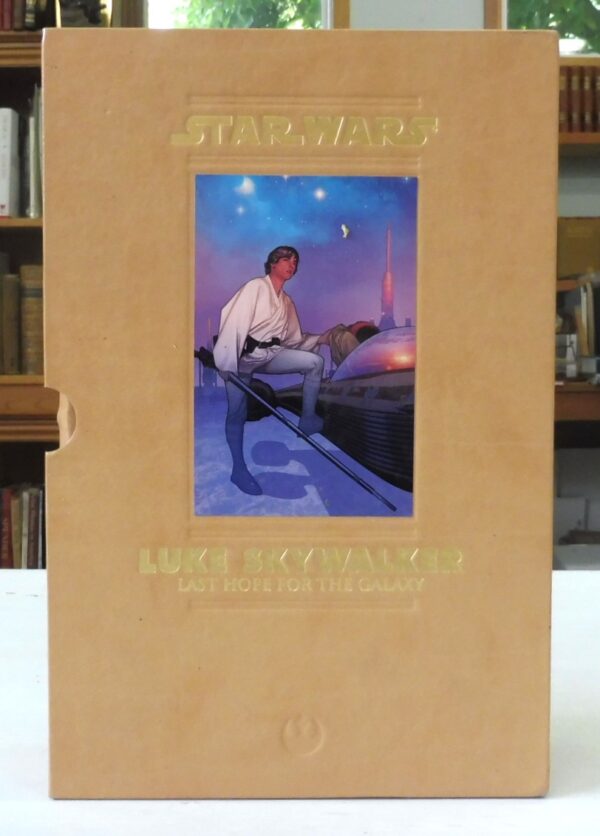 STAR WARS
LUKE SKYWALKER
LAST HOPE FOR THE GALAXY